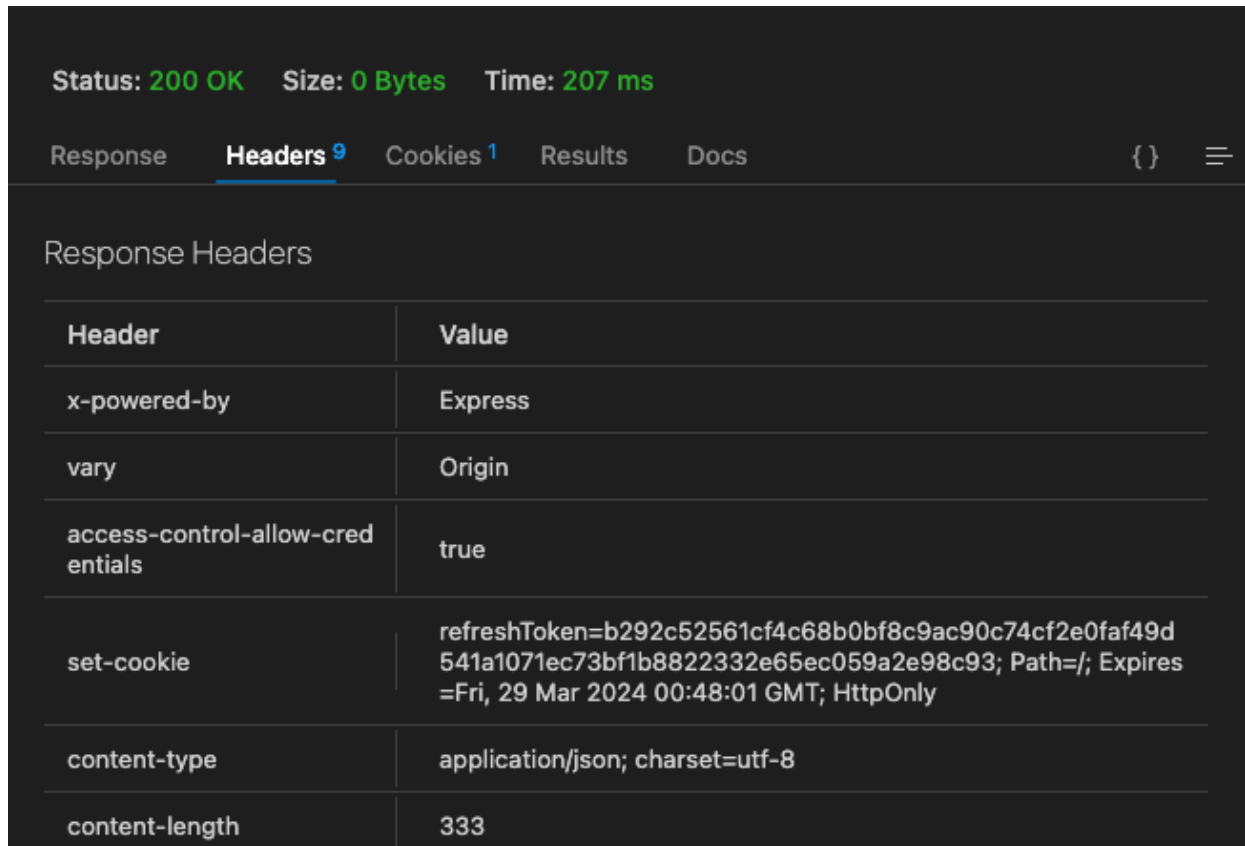 Status: 200 OK Size: 0 Bytes Time: 207 ms
Response Headers 9 Cookies 1 Results Docs {}
Response Headers
Header Value
x-powered-by Express
vary Origin
access-control-allow-cred
entials
true
refreshToken=b292c52561cf4c68b0bf8c9ac90c74cf2e0faf49d
set-cookie 541a1071ec73bf1b8822332e65ec059a2e98c93; Path=/; Expires
=Fri, 29 Mar 2024 00:48:01 GMT; HttpOnly
content-type application/json; charset=utf-8
content-length 333